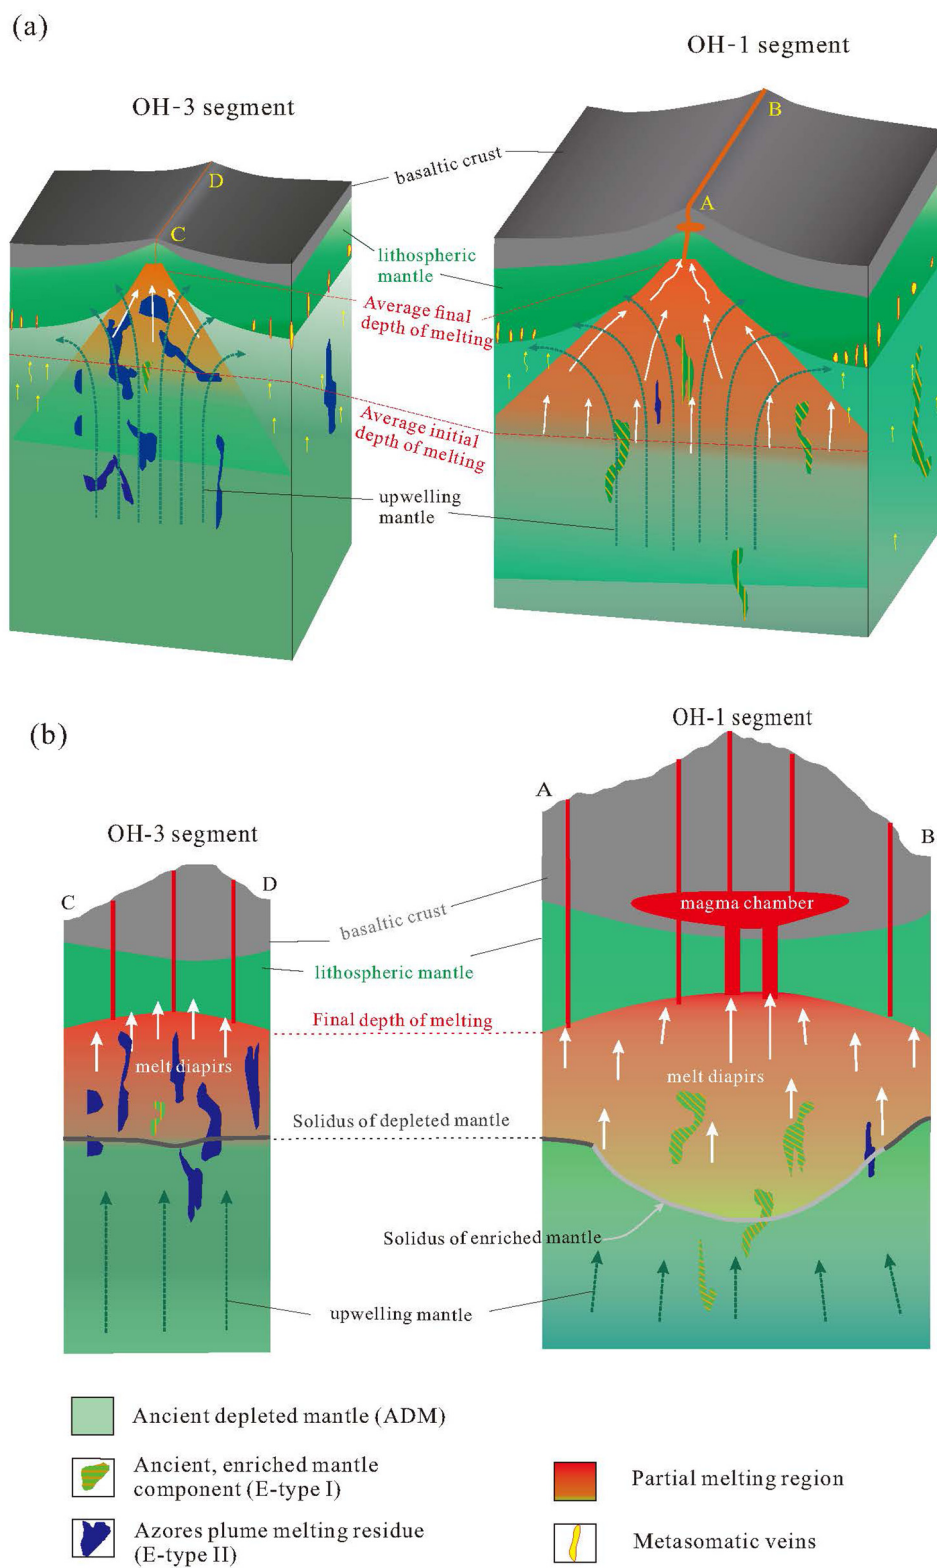 (a)
OH-1 segment
OH-3 segment
B
basaltic crust
D
A
C
lithospheric
mantle
Average final
depth of melting
Average initial
depth of melting
upwelling
mantle
(b)
OH-1 segment
A
OH-3 segment
B
C
D
magma chamber
basaltic crust
lithospheric mantle
Final depth of melting
melt diapirs
melt diapirs
Solidus of depleted mantle
Solidus of enriched mantle
upwelling mantle
Ancient depleted mantle (ADM)
Ancient, enriched mantle
component (E-type I)
Partial melting region
Azores plume melting residue
(E-type II)
Metasomatic veins